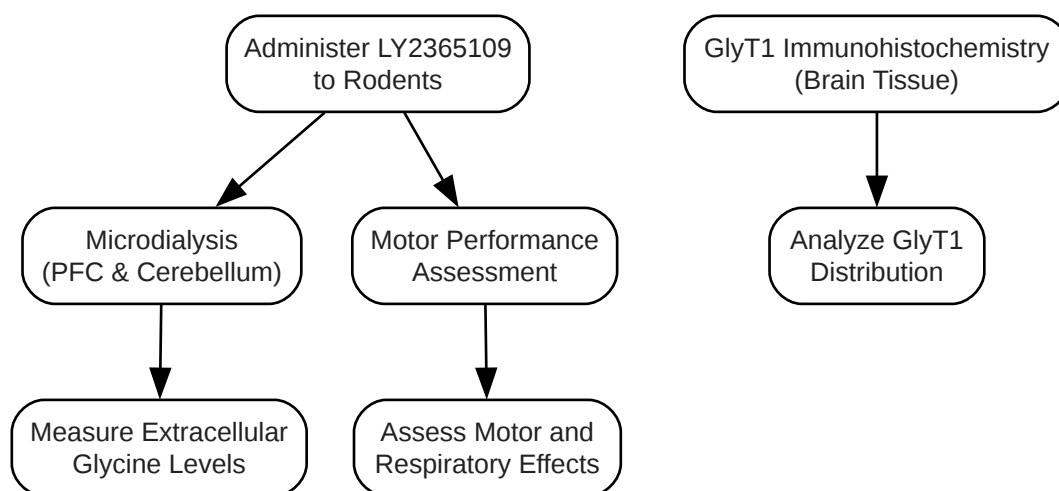 Administer LY2365109
to Rodents
GlyT1 Immunohistochemistry
(Brain Tissue)
Microdialysis
(PFC & Cerebellum)
Motor Performance
Assessment
Analyze GlyT1
Distribution
Measure Extracellular
Glycine Levels
Assess Motor and
Respiratory Effects